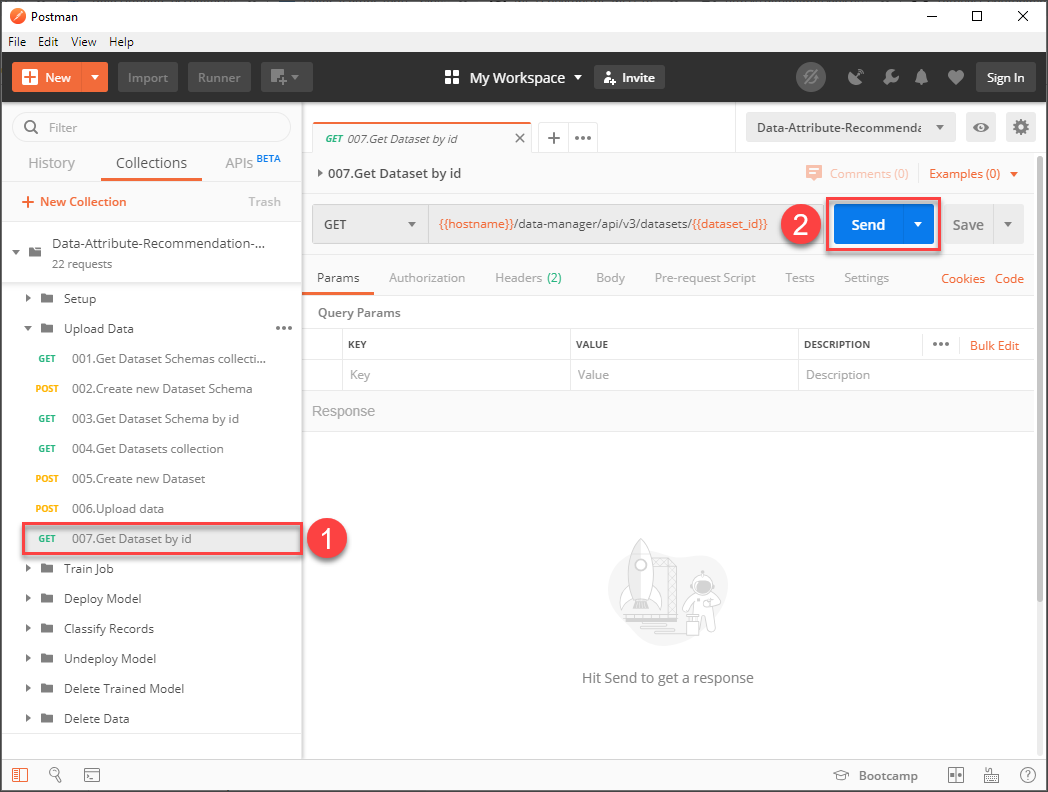 Postman
File Edit View Help
New Import Runner My Workspace Invite Sign In
Filter
History Collections APIs BETA
New Collection Trash
Data-Attribute-Recommendation-...
22 requests
Setup
Upload Data
GET 001.Get Dataset Schemas collecti...
POST 002.Create new Dataset Schema
GET 003.Get Dataset Schema by id
GET 004.Get Datasets collection
POST 005.Create new Dataset
POST 006.Upload data
GET 007.Get Dataset by id
1
Train Job
Deploy Model
Classify Records
Undeploy Model
Delete Trained Model
Delete Data
GET 007.Get Dataset by id
Data-Attribute-Recommenda
007.Get Dataset by id
Comments (0) Examples (0)
GET {{hostname}}/data-manager/api/v3/datasets/{{dataset_id}} 2 Send Save
Params Authorization Headers (2) Body Pre-request Script Tests Settings Cookies Code
Query Params
KEY VALUE DESCRIPTION Bulk Edit
Key Value Description
Response
Hit Send to get a response
Bootcamp